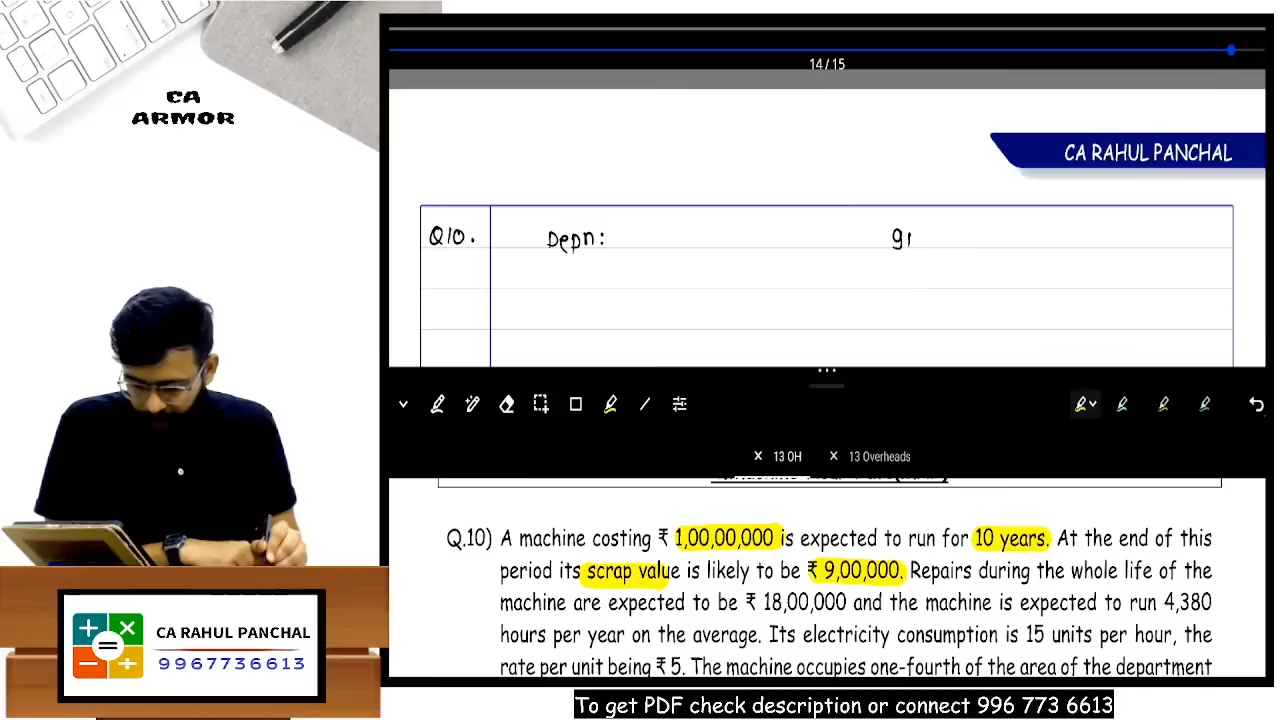 CA
ARMOR
14/15
CA RAHUL PANCHAL
Q10.
Depn:
91
13 OH
13 Overheads
Q.10) A machine costing ₹ 1,00,00,000 is expected to run for 10 years. At the end of this
period its scrap value is likely to be ₹ 9,00,000. Repairs during the whole life of the
machine are expected to be ₹ 18,00,000 and the machine is expected to run 4,380
hours per year on the average. Its electricity consumption is 15 units per hour, the
rate per unit being ₹ 5. The machine occupies one-fourth of the area of the department
CA RAHUL PANCHAL
9967736613
To get PDF check description or connect 996 773 6613